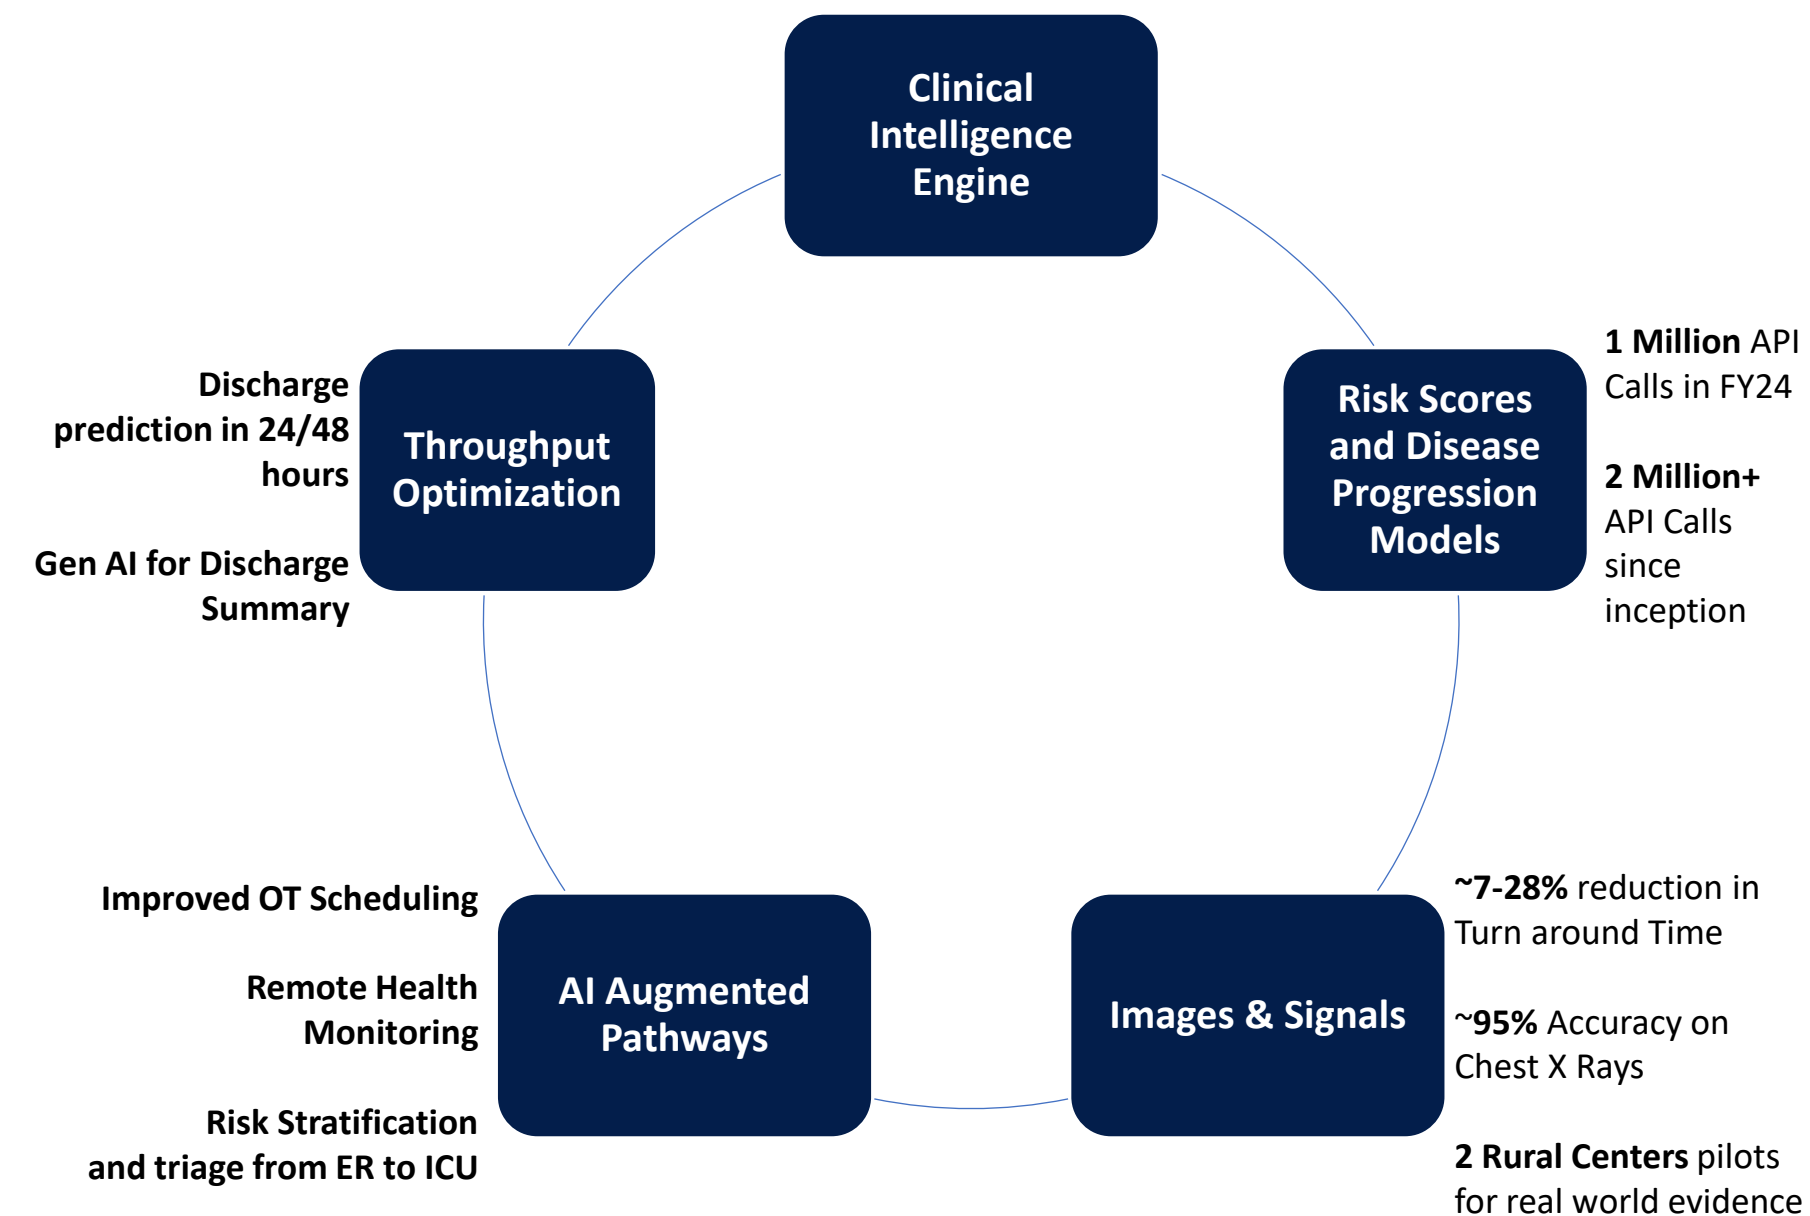 Clinical
Intelligence
Engine
1 Million API
Calls in FY24
2 Million+
API Calls
since
inception
Risk Scores
and Disease
Progression
Models
Discharge
prediction in 24/48
hours
Gen AI for Discharge
Summary
Throughput
Optimization
Improved OT Scheduling
Remote Health
Monitoring
Risk Stratification
and triage from ER to ICU
AI Augmented
Pathways
Images & Signals
~7-28% reduction in
Turn around Time
~95% Accuracy on
Chest X Rays
2 Rural Centers pilots
for real world evidence